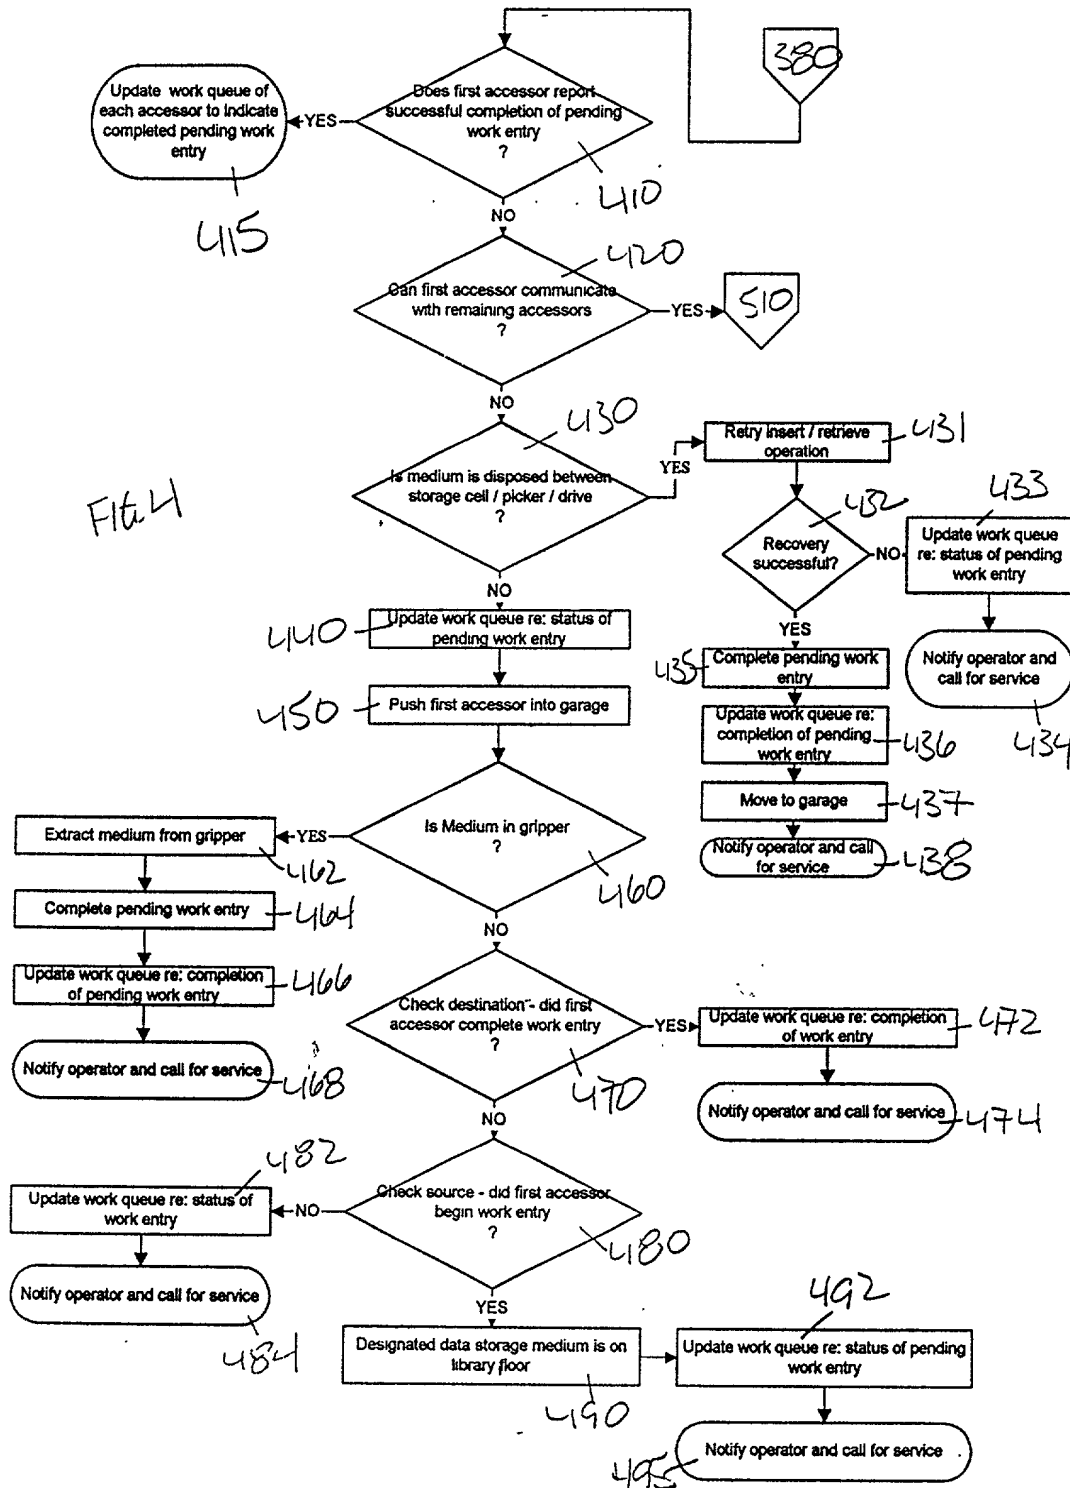 380
Does first accessor report
successful completion of pending
work entry
?
410
YES
Update work queue of
each accessor to indicate
completed pending work
entry
415
NO
420
Can first accessor communicate
with remaining accessors
?
YES
510
NO
430
Is medium is disposed between
storage cell / picker / drive
?
YES
Retry insert / retrieve
operation
431
432
Recovery
successful?
NO
433
Update work queue
re: status of pending
work entry
Notify operator and
call for service
434
YES
435
Complete pending work
entry
Update work queue re:
completion of pending
work entry
436
Move to garage
437
Notify operator and call
for service
438
FIG. 4
NO
440
Update work queue re: status of
pending work entry
450
Push first accessor into garage
Is Medium in gripper
?
460
YES
Extract medium from gripper
462
Complete pending work entry
464
Update work queue re: completion
of pending work entry
466
Notify operator and call for service
468
NO
Check destination - did first
accessor complete work entry
?
470
YES
Update work queue re: completion
of work entry
472
Notify operator and call for service
474
NO
Check source - did first accessor
begin work entry
?
480
NO
482
Update work queue re: status of
work entry
Notify operator and call for service
484
YES
Designated data storage medium is on
library floor
490
492
Update work queue re: status of pending
work entry
Notify operator and call for service
495